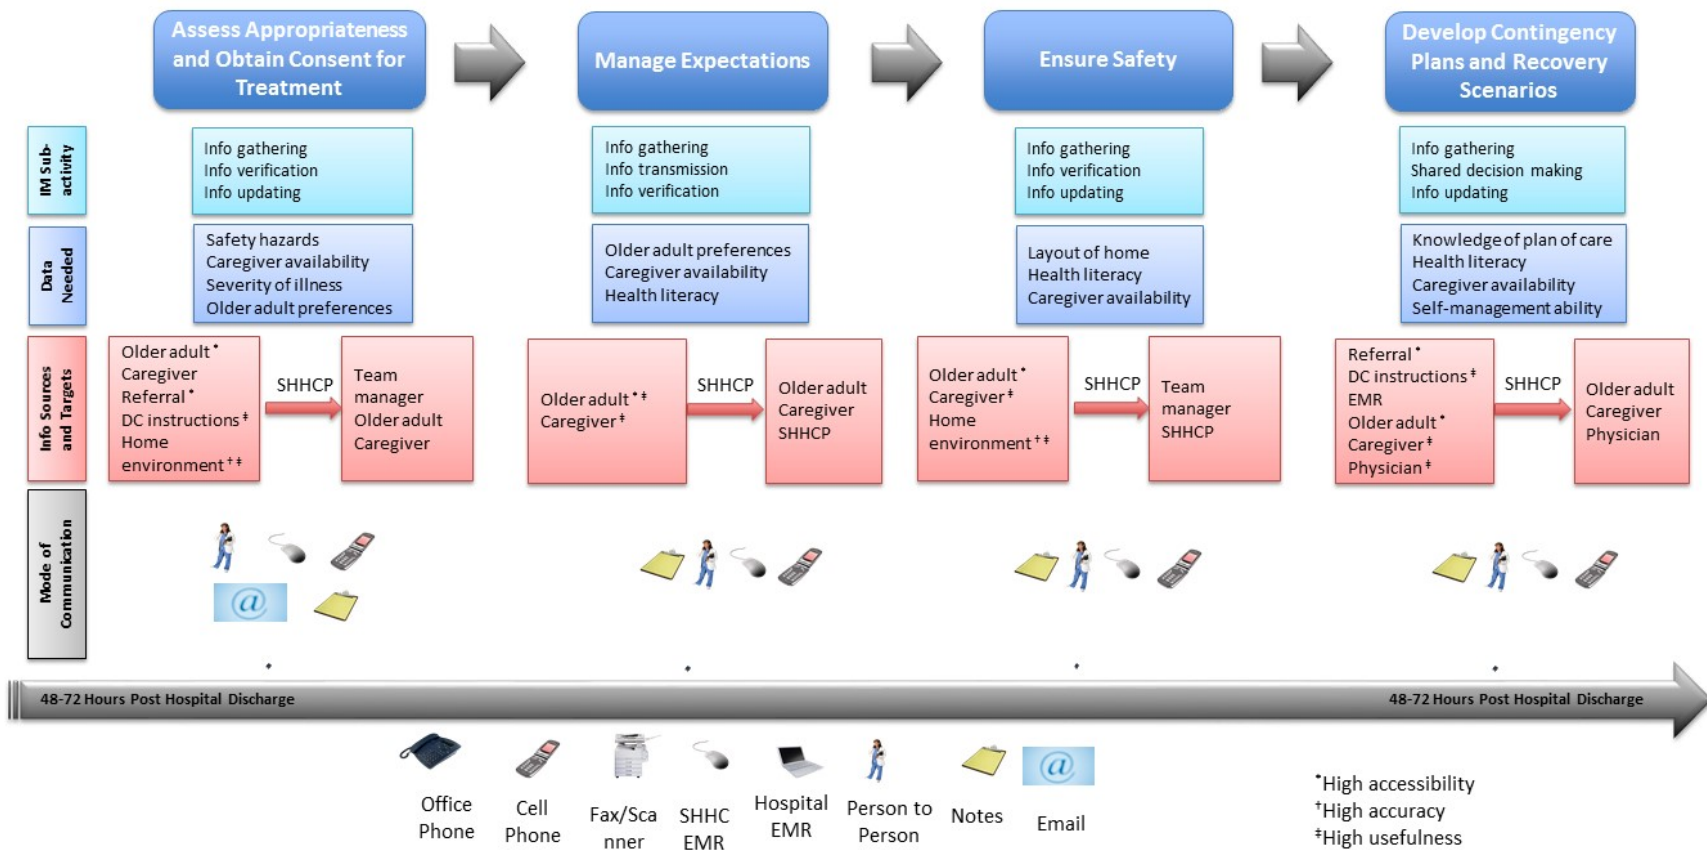 Assess Appropriateness
and Obtain Consent for
Treatment
Manage Expectations
Ensure Safety
Develop Contingency
Plans and Recovery
Scenarios
IM Sub-
activity
Info gathering
Info verification
Info updating
Info gathering
Info transmission
Info verification
Info gathering
Info verification
Info updating
Info gathering
Shared decision making
Info updating
Data
Needed
Safety hazards
Caregiver availability
Severity of illness
Older adult preferences
Older adult preferences
Caregiver availability
Health literacy
Layout of home
Health literacy
Caregiver availability
Knowledge of plan of care
Health literacy
Caregiver availability
Self-management ability
Info Sources
and Targets
Older adult *
Caregiver
Referral *
DC instructions ‡
Home
environment † ‡
SHHCP
Team
manager
Older adult
Caregiver
Older adult * ‡
Caregiver ‡
SHHCP
Older adult
Caregiver
SHHCP
Older adult *
Caregiver ‡
Home
environment † ‡
SHHCP
Team
manager
SHHCP
Referral *
DC instructions ‡
EMR
Older adult *
Caregiver ‡
Physician ‡
SHHCP
Older adult
Caregiver
Physician
Mode of
Communication
@
48-72 Hours Post Hospital Discharge
48-72 Hours Post Hospital Discharge
@
Office
Phone
Cell
Phone
Fax/Sca
nner
SHHC
EMR
Hospital
EMR
Person to
Person
Notes
Email
*High accessibility
†High accuracy
‡High usefulness